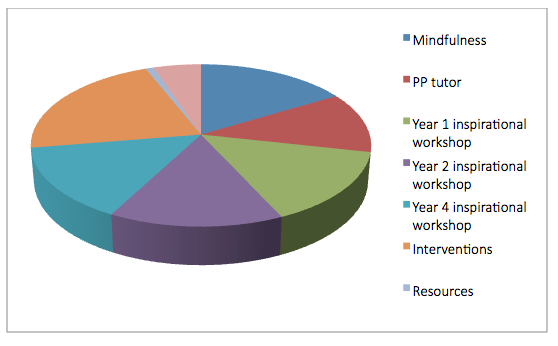 Mindfulness
PP tutor
Year 1 inspirational
workshop
Year 2 inspirational
workshop
Year 4 inspirational
workshop
Interventions
Resources